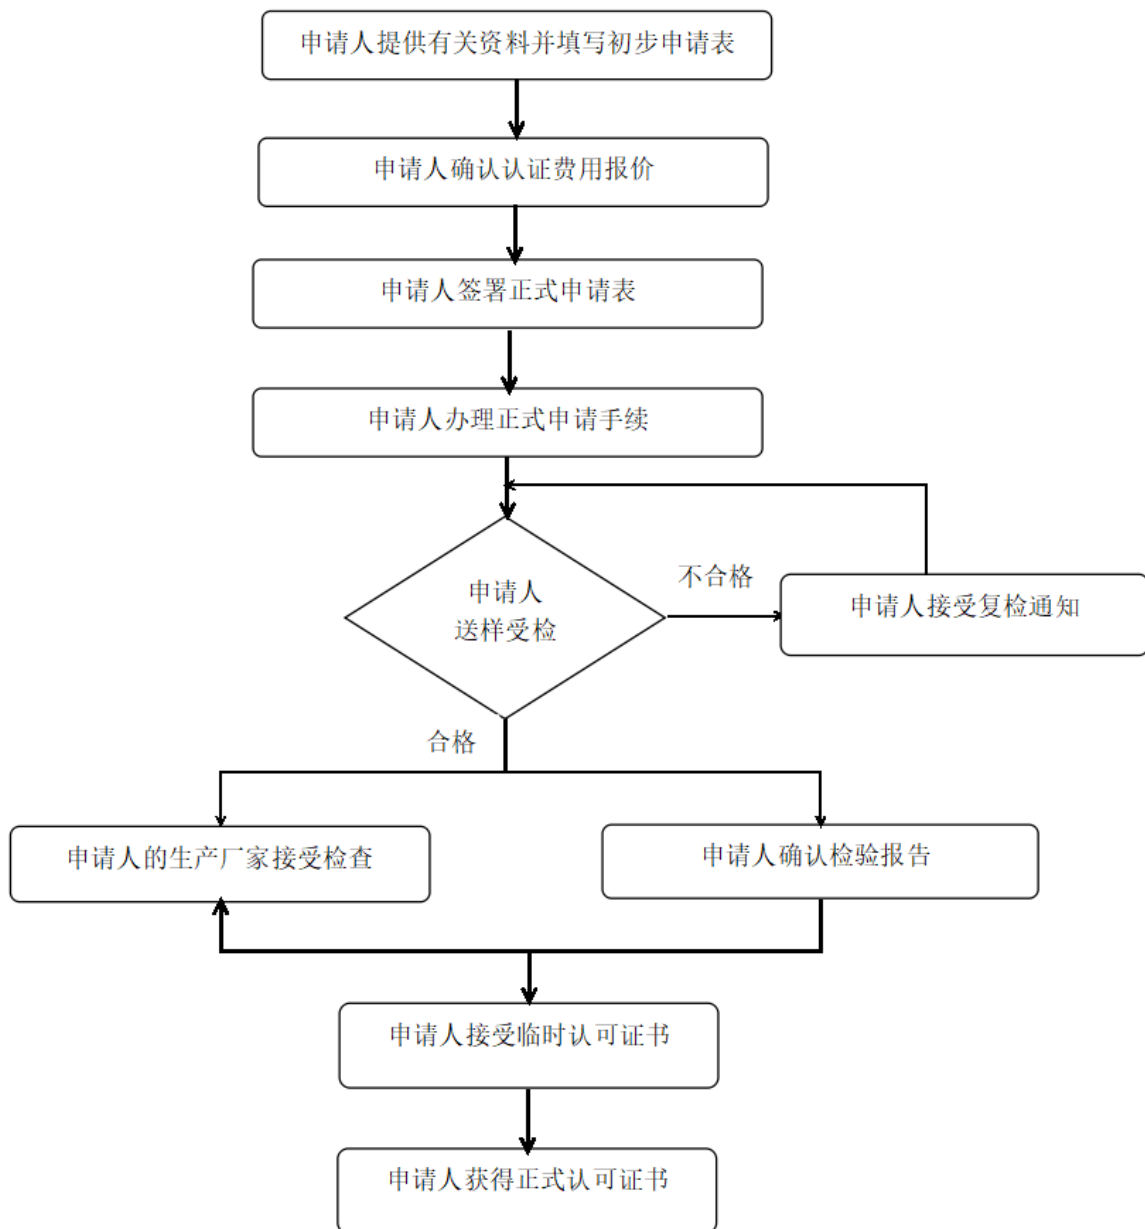 申请人提供有关资料并填写初步申请表
申请人确认认证费用报价
申请人签署正式申请表
申请人办理正式申请手续
申请人
送样受检
不合格
申请人接受复检通知
合格
申请人的生产厂家接受检查
申请人确认检验报告
申请人接受临时认可证书
申请人获得正式认可证书